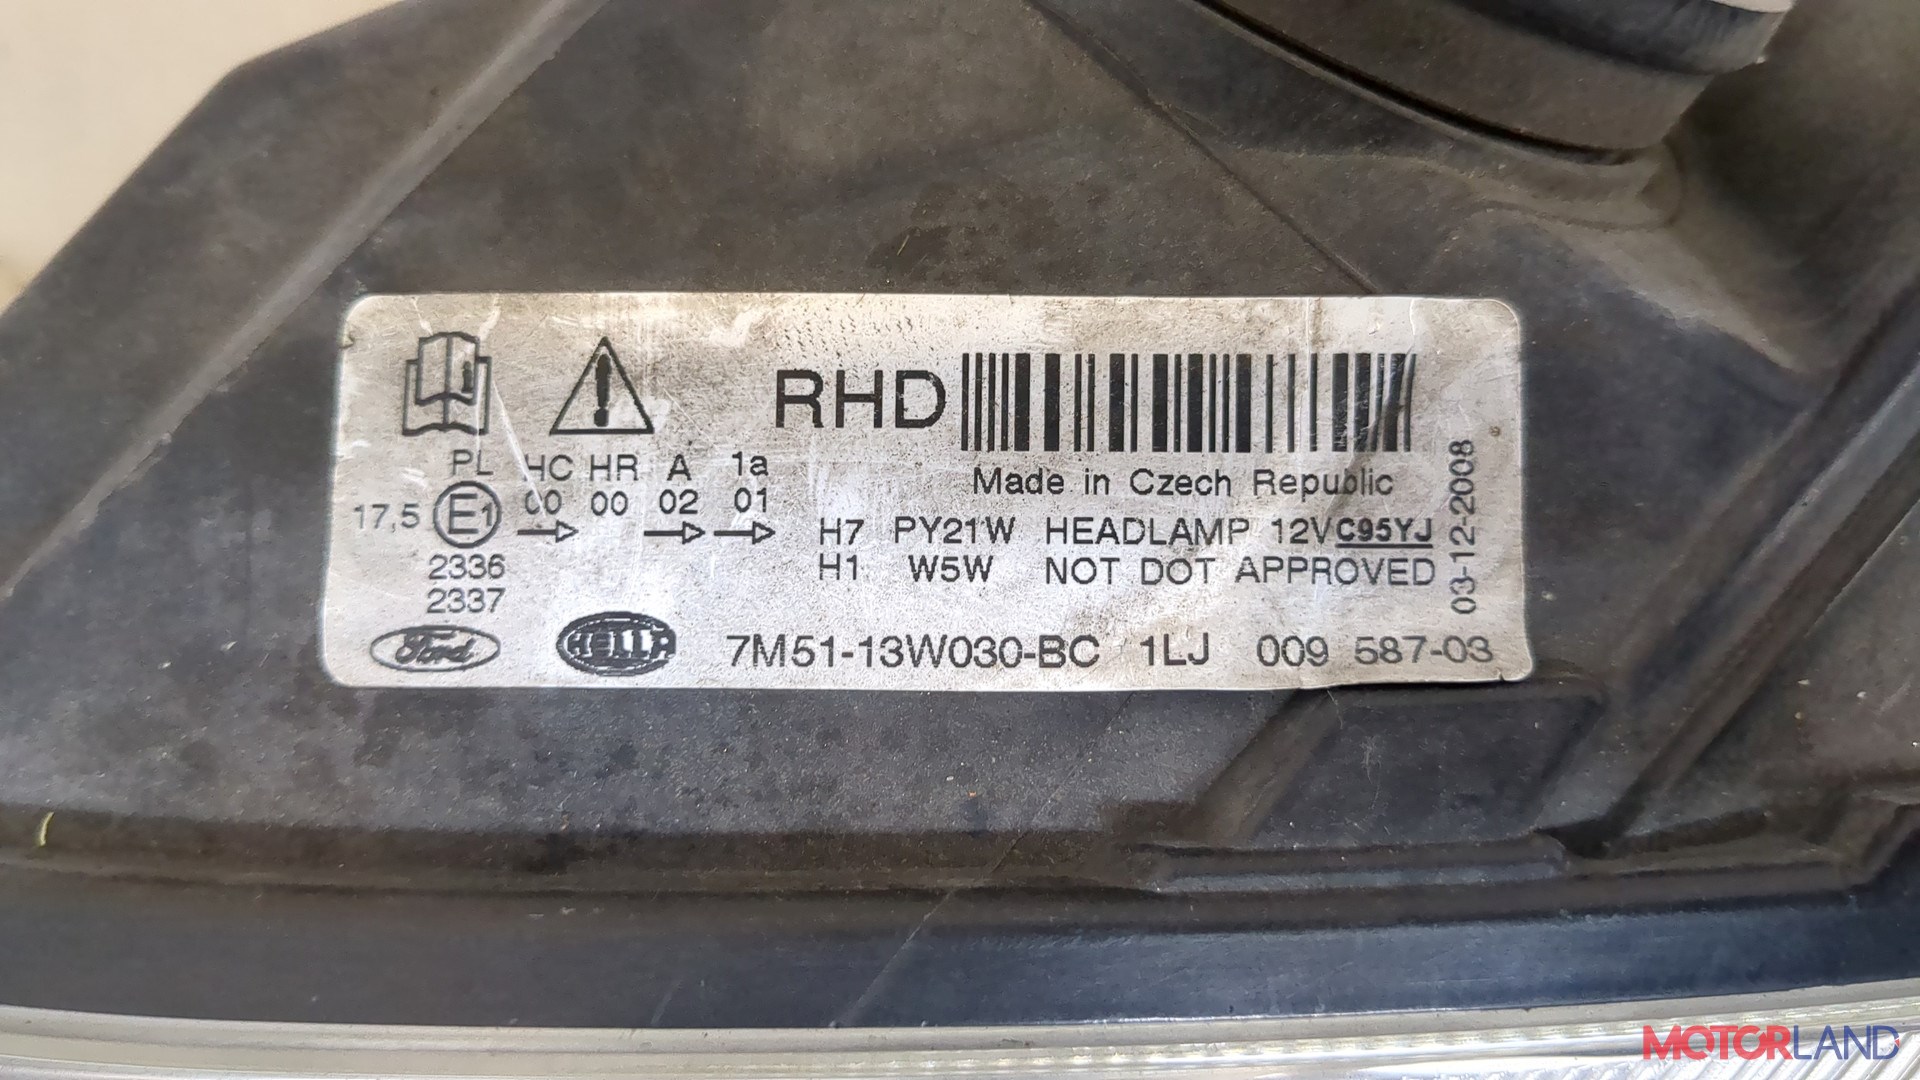 RHD
Made in Czech Republic
PL HC HR A 1a
17,5 E1 00 00 02 01
2336
2337
H7 PY21W HEADLAMP 12V C95YJ
H1 W5W NOT DOT APPROVED
03-12-2008
Ford HELLA 7M51-13W030-BC 1LJ 009 587-03
MOTORLAND